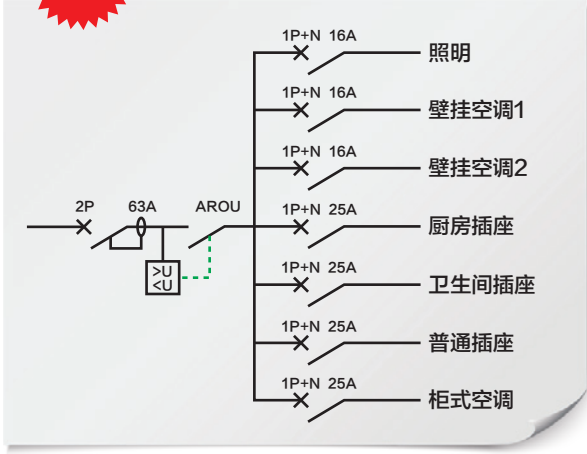 1P+N 16A 照明
1P+N 16A 壁挂空调1
1P+N 16A 壁挂空调2
2P 63A AROU 1P+N 25A 厨房插座
>U
<U
1P+N 25A 卫生间插座
1P+N 25A 普通插座
1P+N 25A 柜式空调